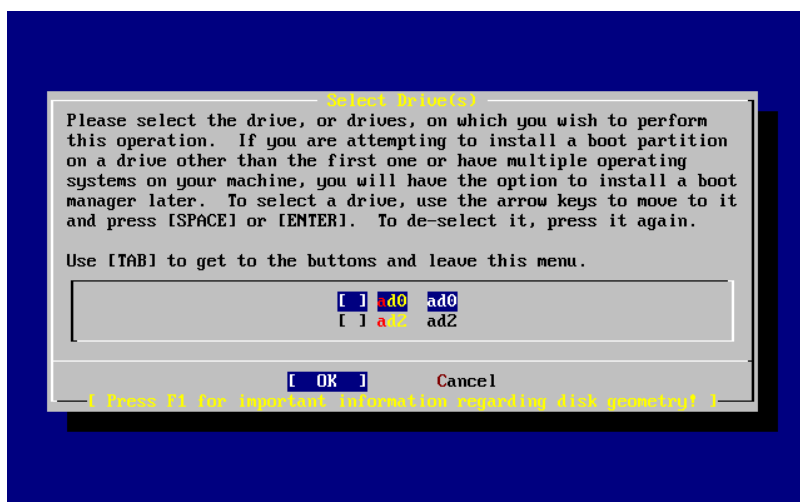 Select Drive(s)
Please select the drive, or drives, on which you wish to perform
this operation.  If you are attempting to install a boot partition
on a drive other than the first one or have multiple operating
systems on your machine, you will have the option to install a boot
manager later.  To select a drive, use the arrow keys to move to it
and press [SPACE] or [ENTER].  To de-select it, press it again.
Use [TAB] to get to the buttons and leave this menu.
[ ] ad0  ad0
[ ] ad2  ad2
[  OK  ]  Cancel
[ Press F1 for important information regarding disk geometry! ]